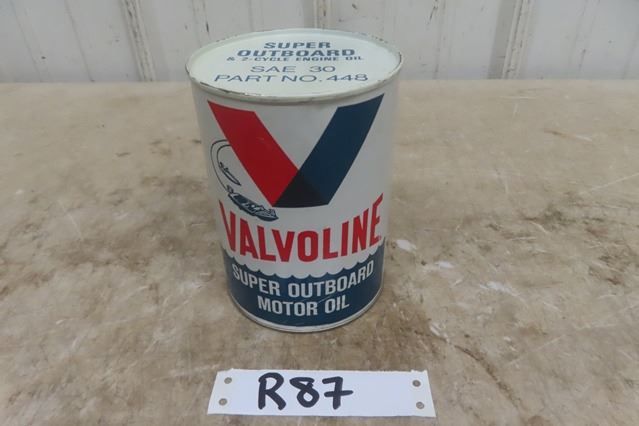 SUPER
OUTBOARD
& 2-CYCLE ENGINE OIL
SAE 30
PART NO. 448
V
VALVOLINE
SUPER OUTBOARD
MOTOR OIL
R87